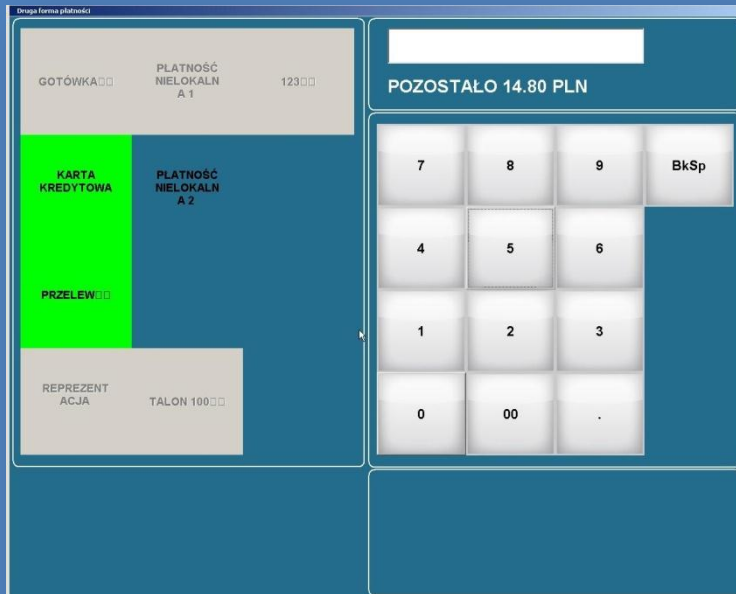 Druga forma płatności
GOTÓWKA□□
PŁATNOŚĆ
NIELOKALN
A 1
123□□
KARTA
KREDYTOWA
PŁATNOŚĆ
NIELOKALN
A 2
PRZELEW□□
REPREZENT
ACJA
TALON 100□□
POZOSTAŁO 14.80 PLN
7 8 9 BkSp
4 5 6
1 2 3
0 00 .